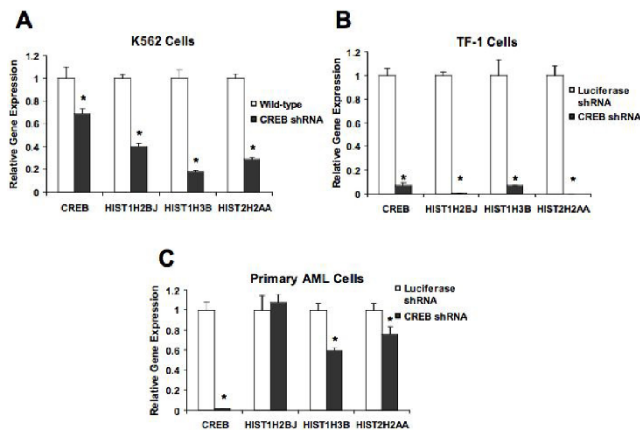 A
K562 Cells
Relative Gene Expression
1.2
1
0.8
0.6
0.4
0.2
0
*
*
*
*
CREB
HIST1H2BJ
HIST1H3B
HIST2H2AA
Wild-type
CREB shRNA
B
TF-1 Cells
Relative Gene Expression
1.2
1
0.8
0.6
0.4
0.2
0
*
*
*
*
CREB
HIST1H2BJ
HIST1H3B
HIST2H2AA
Luciferase
shRNA
CREB shRNA
C
Primary AML Cells
Relative Gene Expression
1.2
1
0.8
0.6
0.4
0.2
0
*
*
*
CREB
HIST1H2BJ
HIST1H3B
HIST2H2AA
Luciferase
shRNA
CREB shRNA